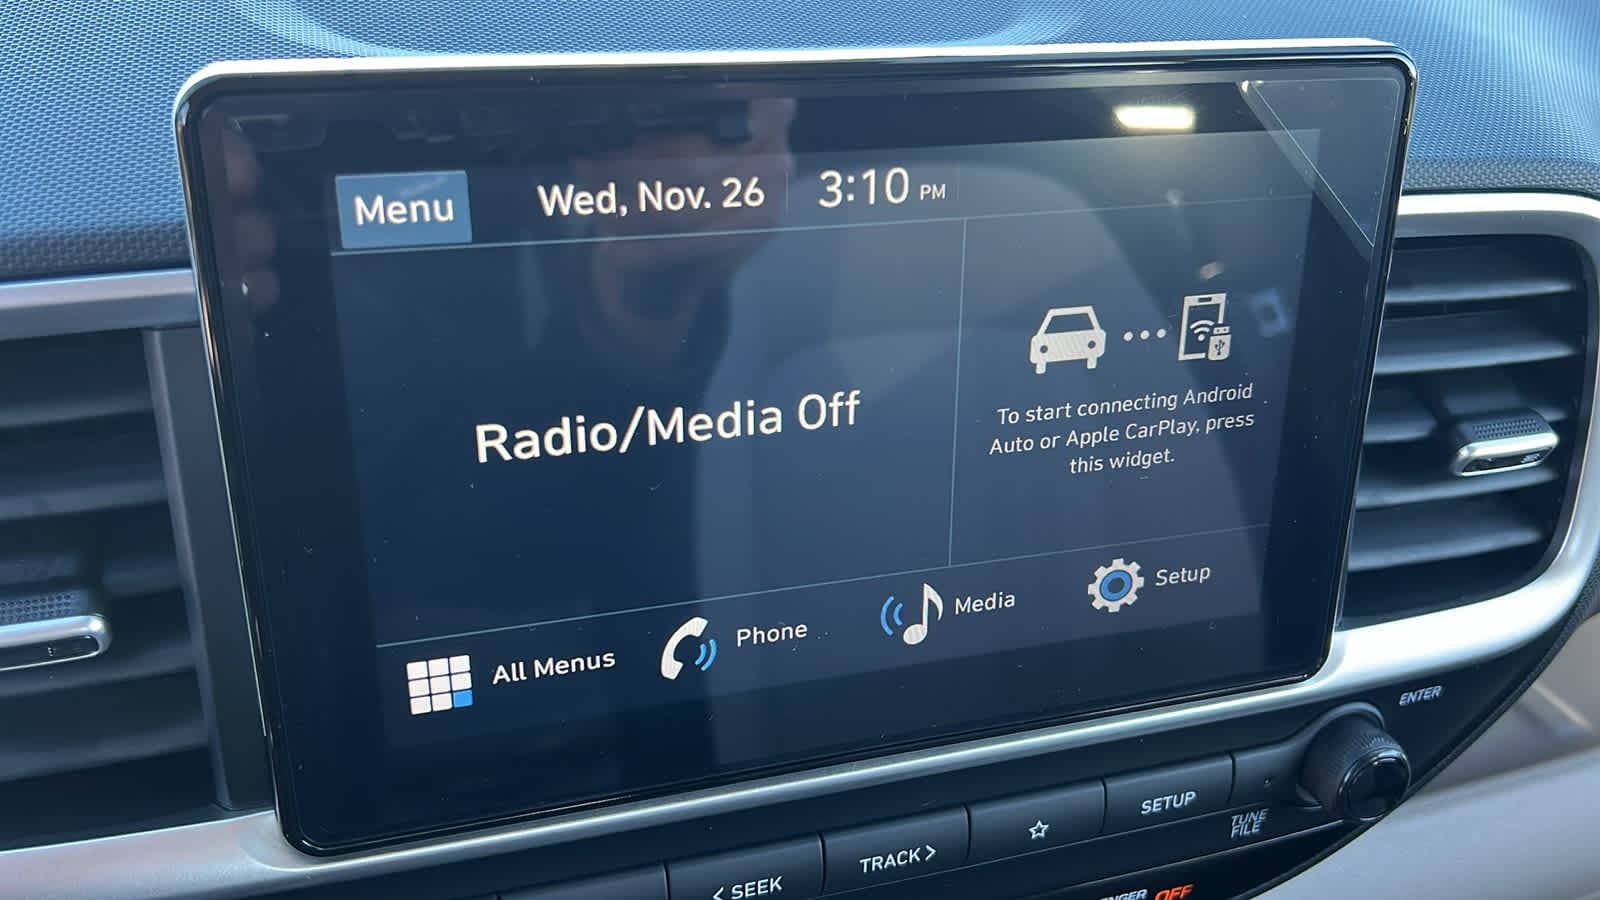 Menu
Wed, Nov. 26
3:10 PM
Radio/Media Off
To start connecting Android
Auto or Apple CarPlay, press
this widget.
All Menus
Phone
Media
Setup
ENTER
< SEEK
TRACK >
☆
SETUP
TUNE
FILE
OFF